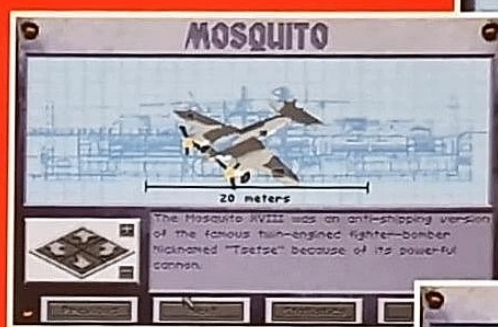 MOSQUITO
20 meters
The Mosquito XVIII was an anti-shipping version
of the famous twin-engined fighter-bomber
Nicknamed "Tsetse" because of its powerful
cannon.
Previous